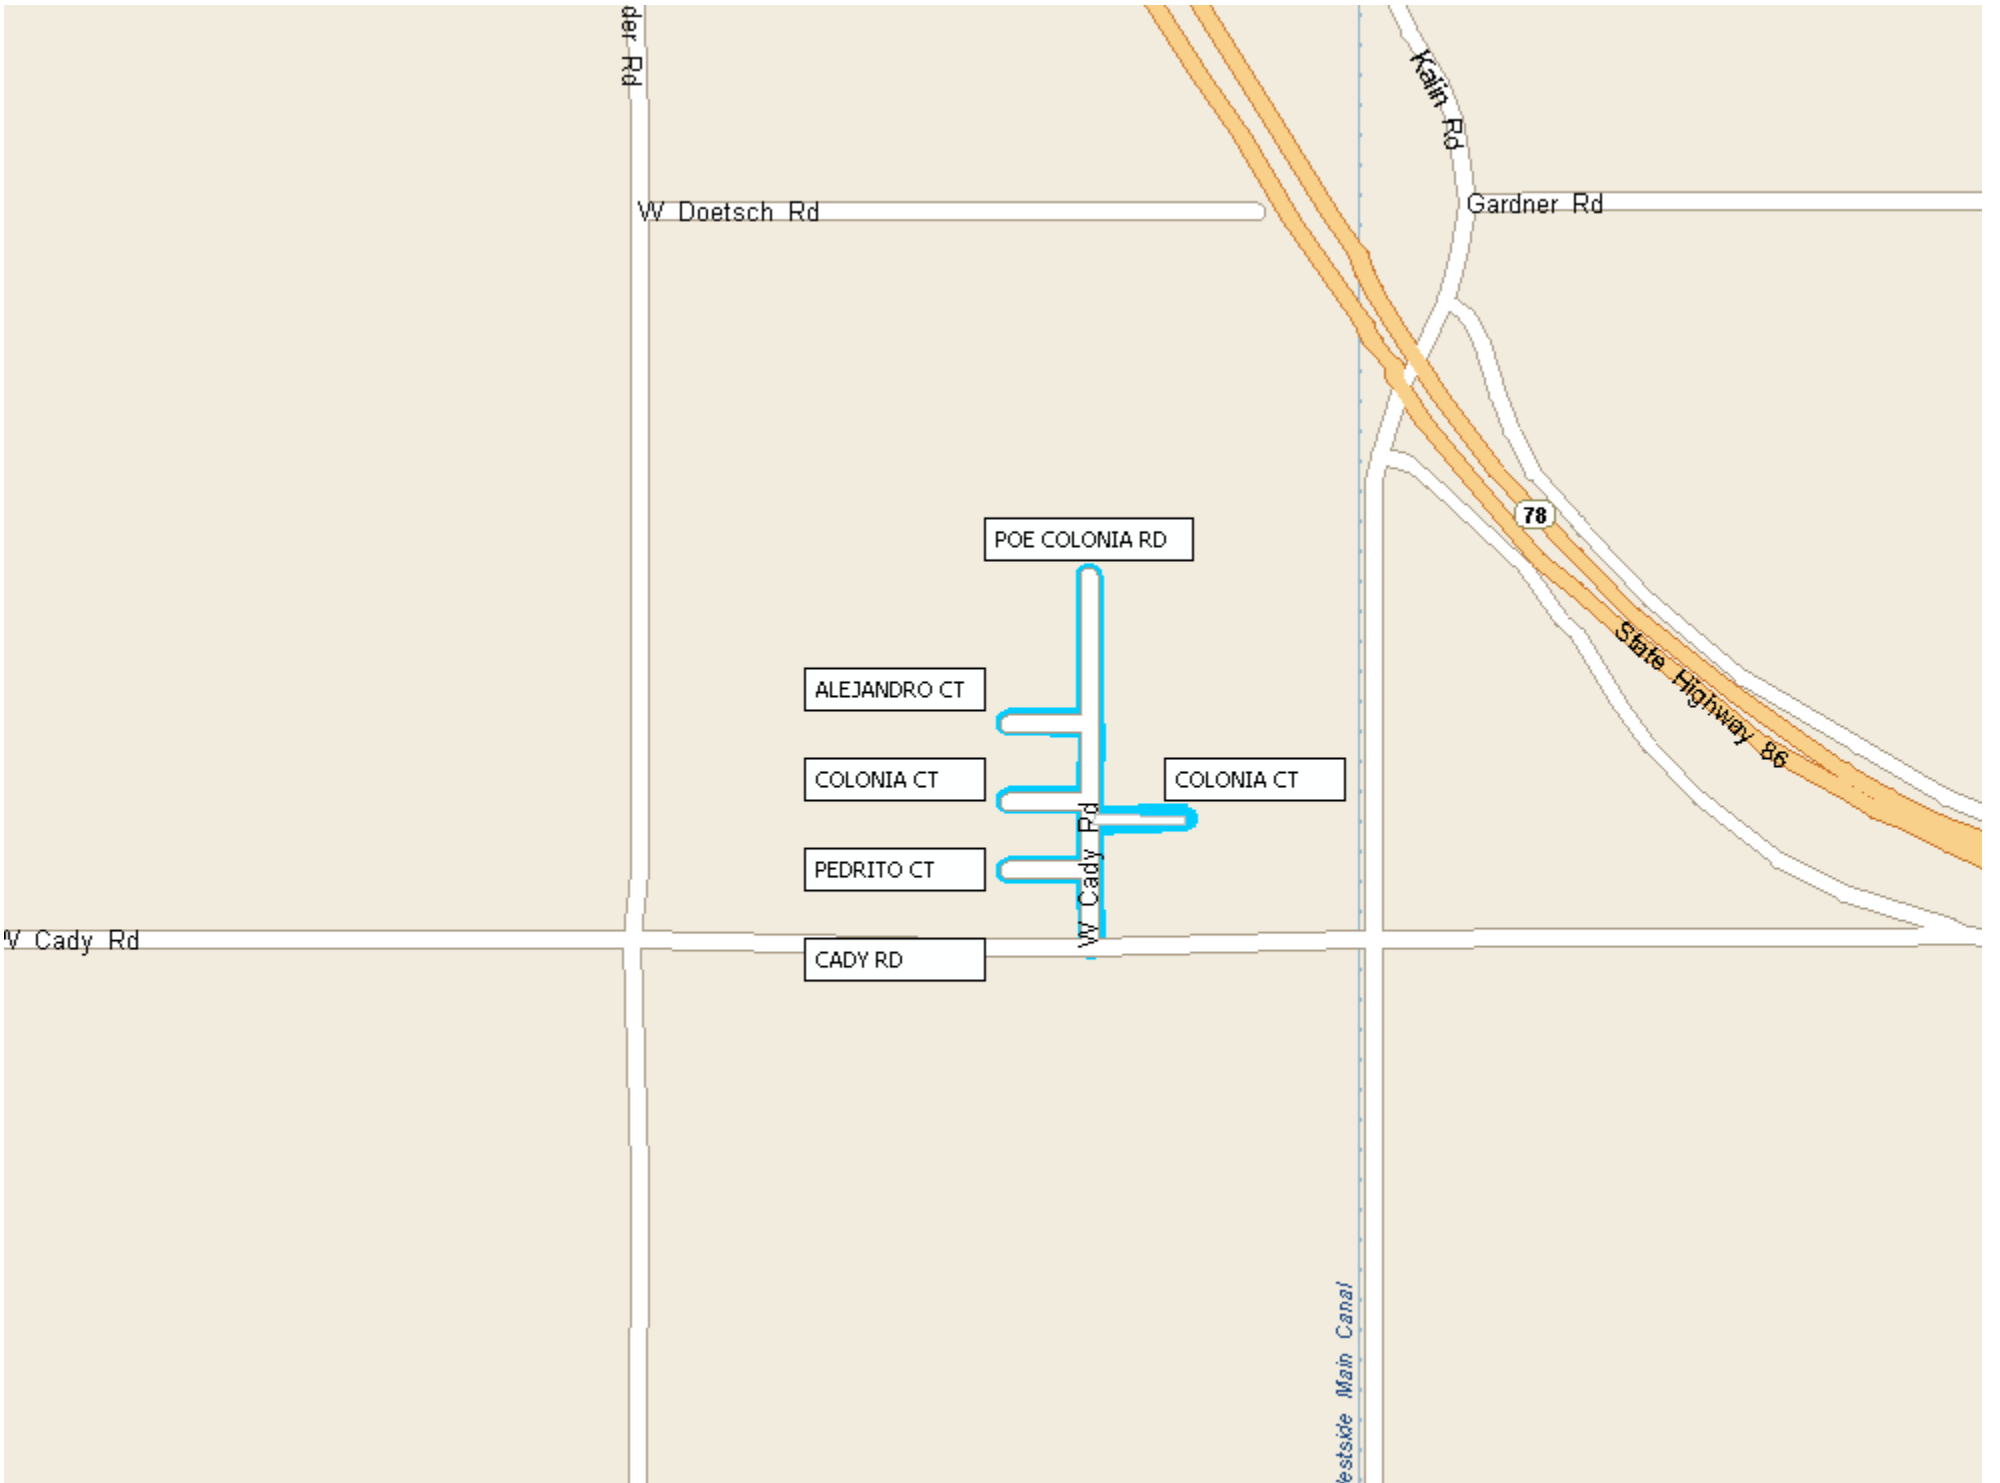 der Rd
Kalin Rd
W Doetsch Rd
Gardner Rd
78
POE COLONIA RD
State Highway 86
ALEJANDRO CT
COLONIA CT
COLONIA CT
W Cady Rd
PEDRITO CT
W Cady Rd
CADY RD
estside Main Canal